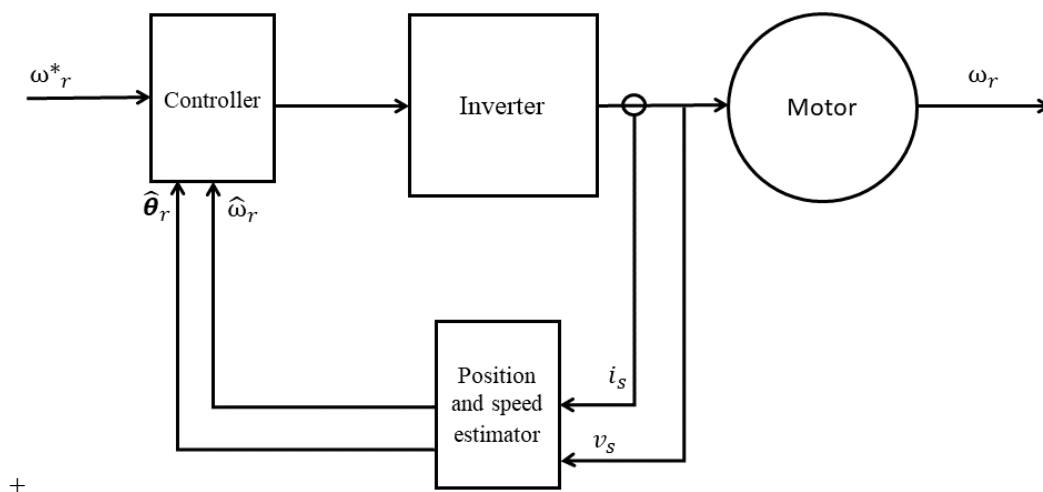 ω*ᵣ
Controller
Inverter
Motor
ωᵣ
θ̂ᵣ
ω̂ᵣ
Position
and speed
estimator
iₛ
vₛ
+